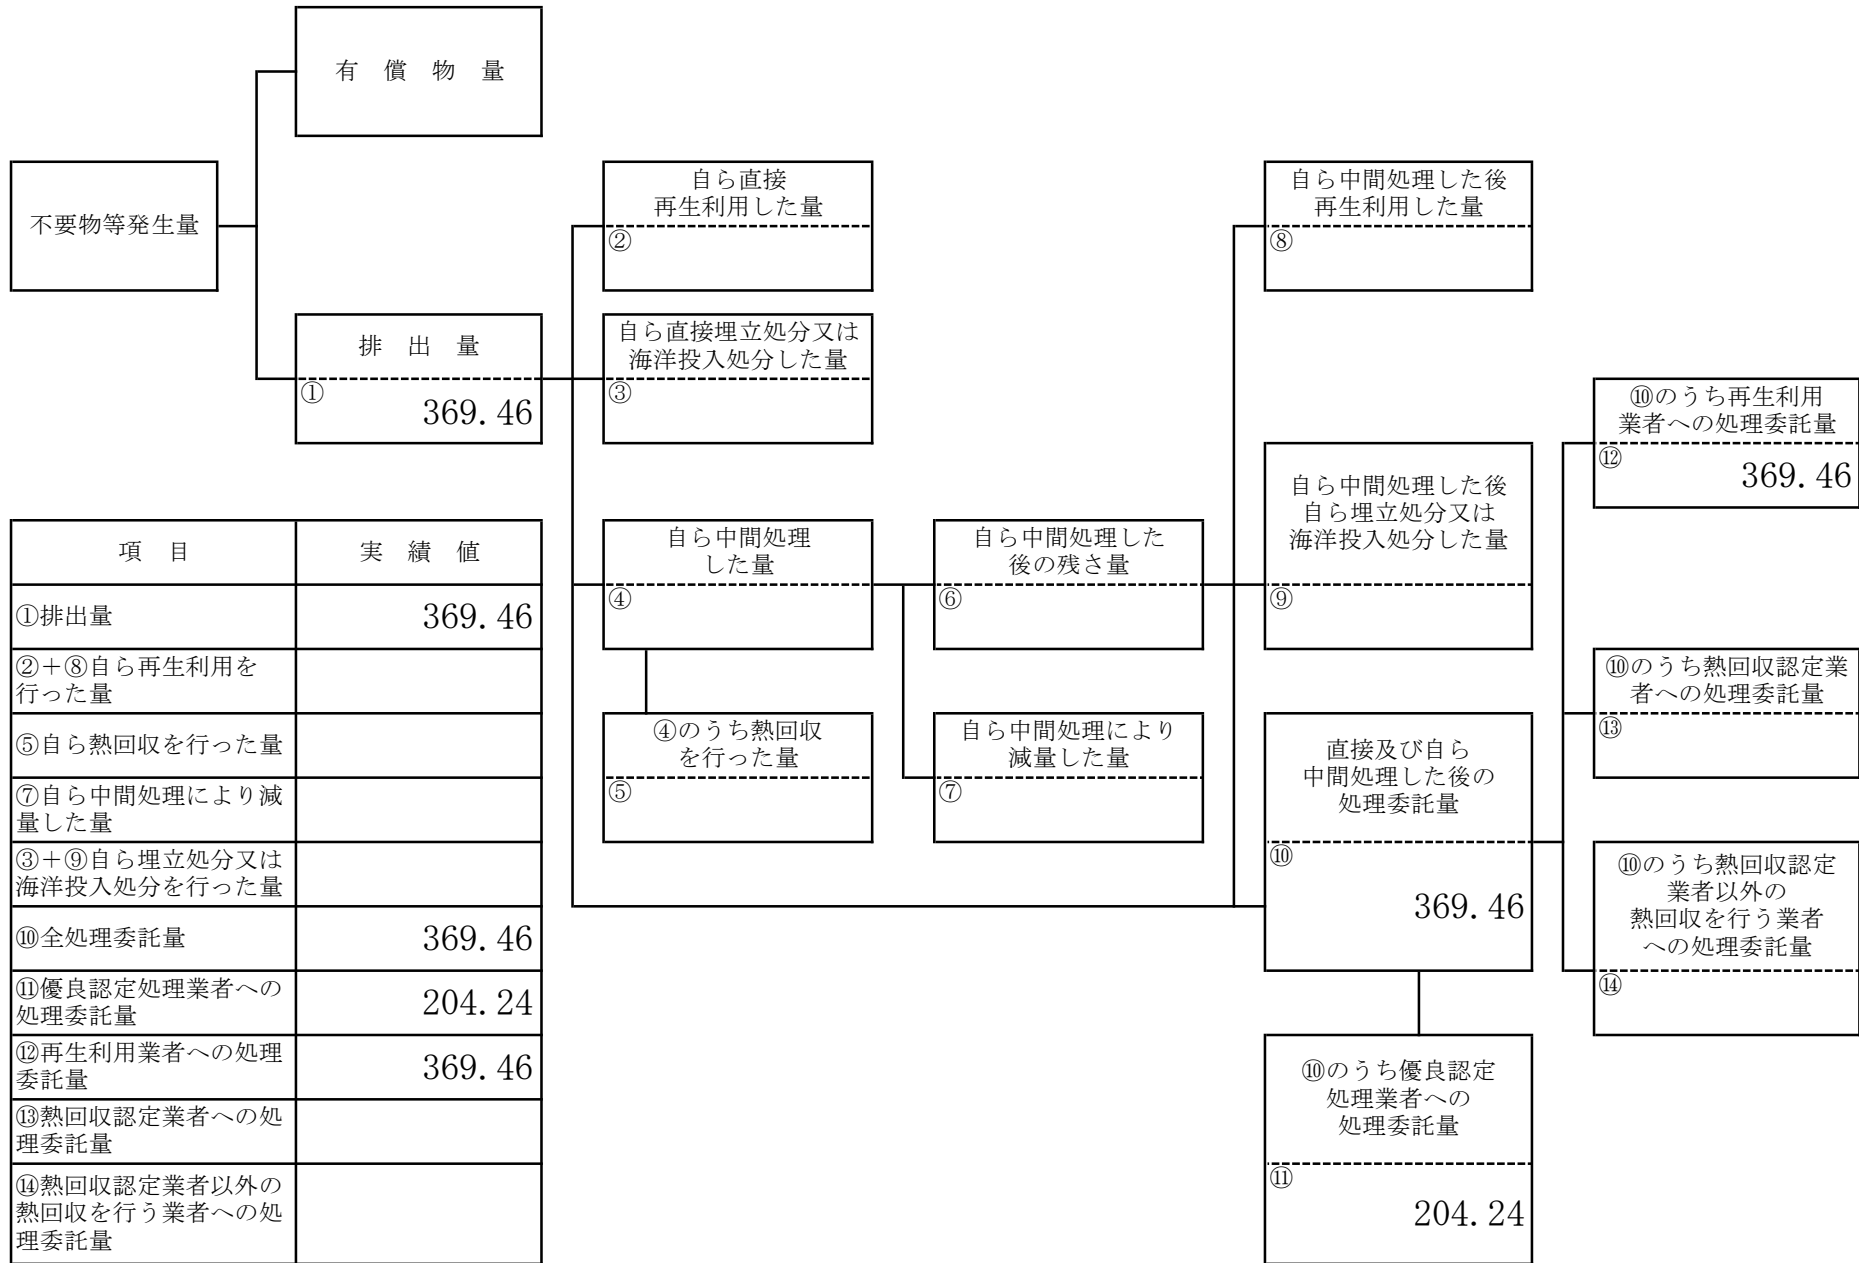 有 償 物 量
不要物等発生量
排 出 量
①
369.46
自ら直接
再生利用した量
②
自ら直接埋立処分又は
海洋投入処分した量
③
自ら中間処理
した量
④
④のうち熱回収
を行った量
⑤
自ら中間処理した
後の残さ量
⑥
自ら中間処理により
減量した量
⑦
自ら中間処理した後
再生利用した量
⑧
自ら中間処理した後
自ら埋立処分又は
海洋投入処分した量
⑨
直接及び自ら
中間処理した後の
処理委託量
⑩
369.46
⑩のうち優良認定
処理業者への
処理委託量
⑪
204.24
⑩のうち再生利用
業者への処理委託量
⑫
369.46
⑩のうち熱回収認定業
者への処理委託量
⑬
⑩のうち熱回収認定
業者以外の
熱回収を行う業者
への処理委託量
⑭
項 目 実 績 値
①排出量 369.46
②+⑧自ら再生利用を
行った量
⑤自ら熱回収を行った量
⑦自ら中間処理により減
量した量
③+⑨自ら埋立処分又は
海洋投入処分を行った量
⑩全処理委託量 369.46
⑪優良認定処理業者への
処理委託量 204.24
⑫再生利用業者への処理
委託量 369.46
⑬熱回収認定業者への処
理委託量
⑭熱回収認定業者以外の
熱回収を行う業者への処
理委託量